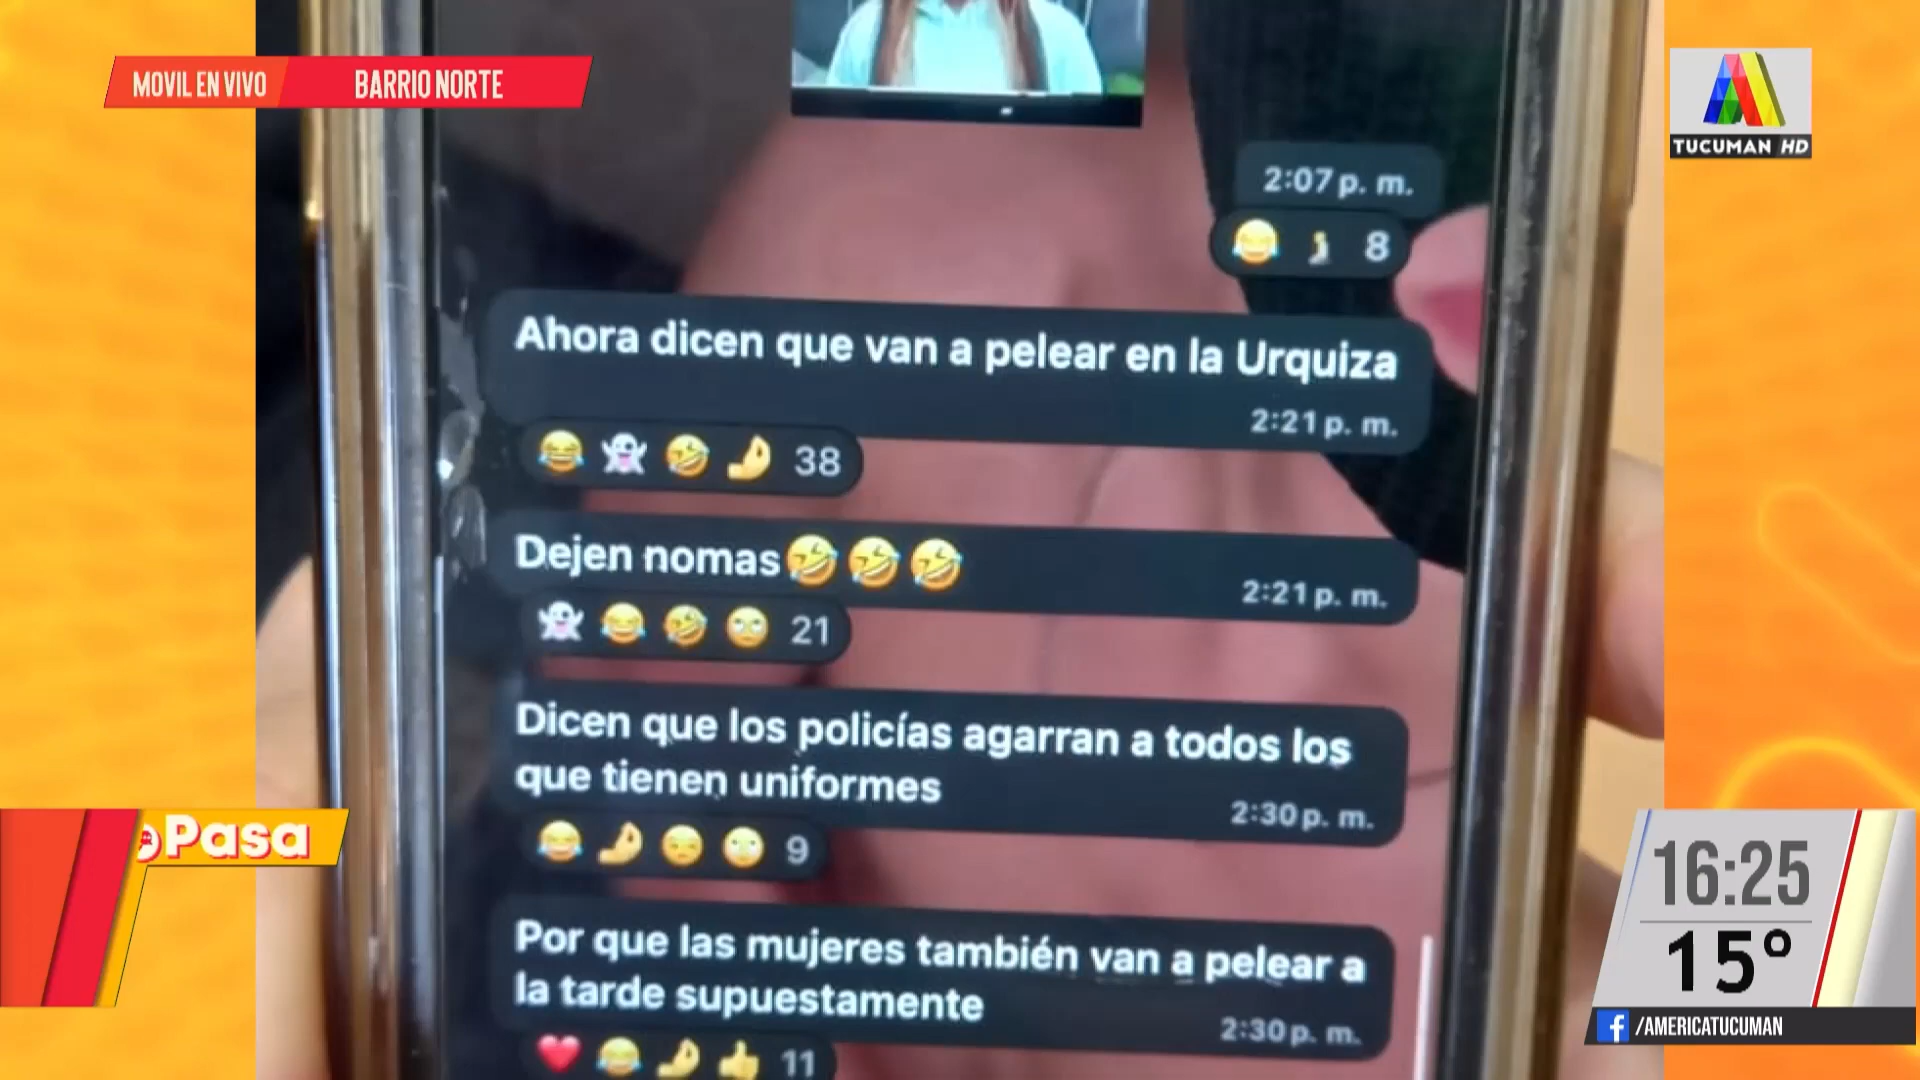 MOVIL EN VIVO
BARRIO NORTE
TUCUMAN HD
2:07 p. m.
😂 8
Ahora dicen que van a pelear en la Urquiza
2:21 p. m.
😂 👻 🤣 🤌 38
Dejen nomas🤣🤣🤣
2:21 p. m.
👻 😂 🤣 🙄 21
Dicen que los policías agarran a todos los
que tienen uniformes
2:30 p. m.
😂 🤌 😒 🙄 9
Por que las mujeres también van a pelear a
la tarde supuestamente
2:30 p. m.
❤️ 😂 🤌 👍 11
Pasa
16:25
15°
/AMERICATUCUMAN